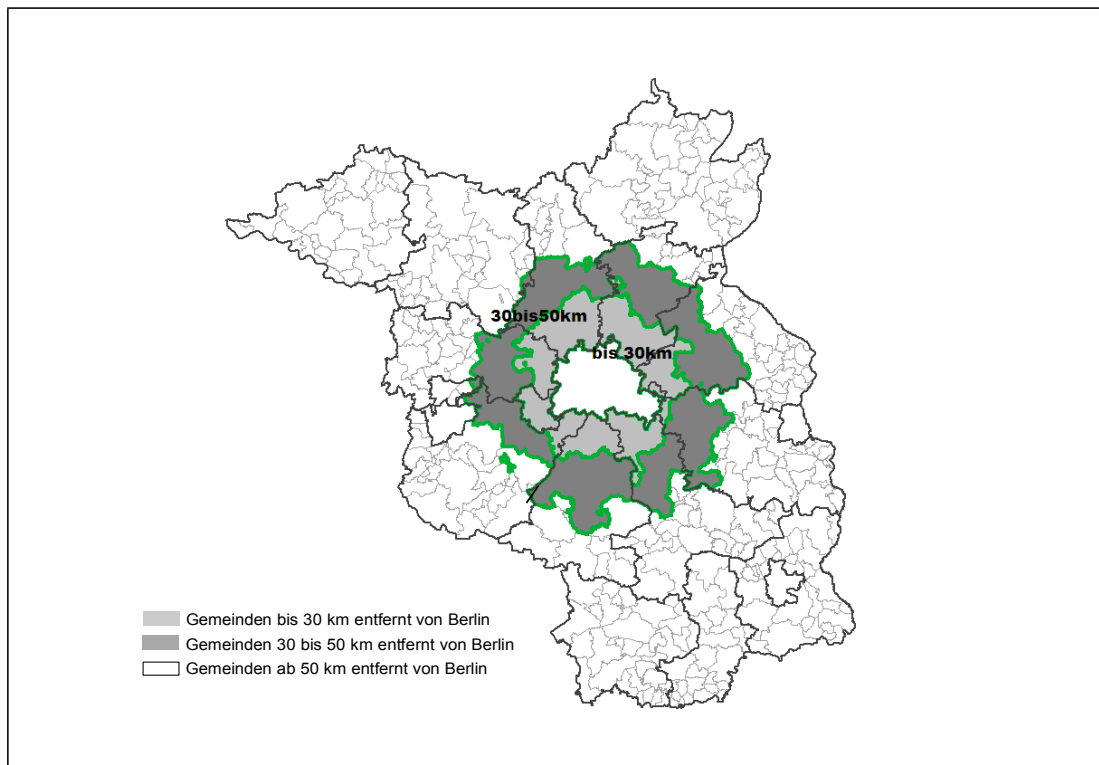 30bis50km
bis 30km
Gemeinden bis 30 km entfernt von Berlin
Gemeinden 30 bis 50 km entfernt von Berlin
Gemeinden ab 50 km entfernt von Berlin